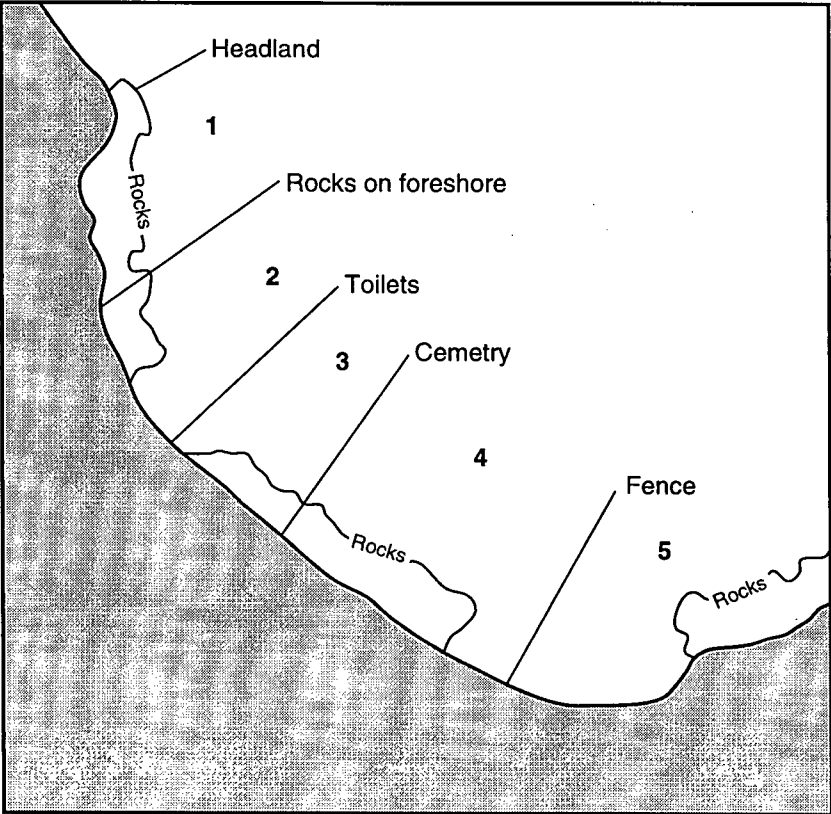 Headland
1
Rocks
Rocks on foreshore
2
Toilets
3
Cemetry
4
Rocks
Fence
5
Rocks